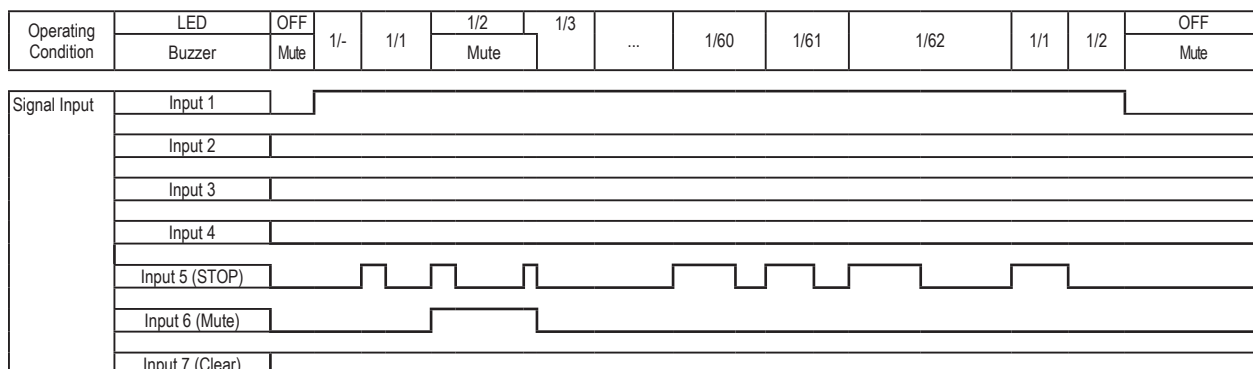 Operating Condition
LED
OFF
1/-
1/1
1/2
1/3
...
1/60
1/61
1/62
1/1
1/2
OFF
Buzzer
Mute
Mute
Mute
Signal Input
Input 1
Input 2
Input 3
Input 4
Input 5 (STOP)
Input 6 (Mute)
Input 7 (Clear)